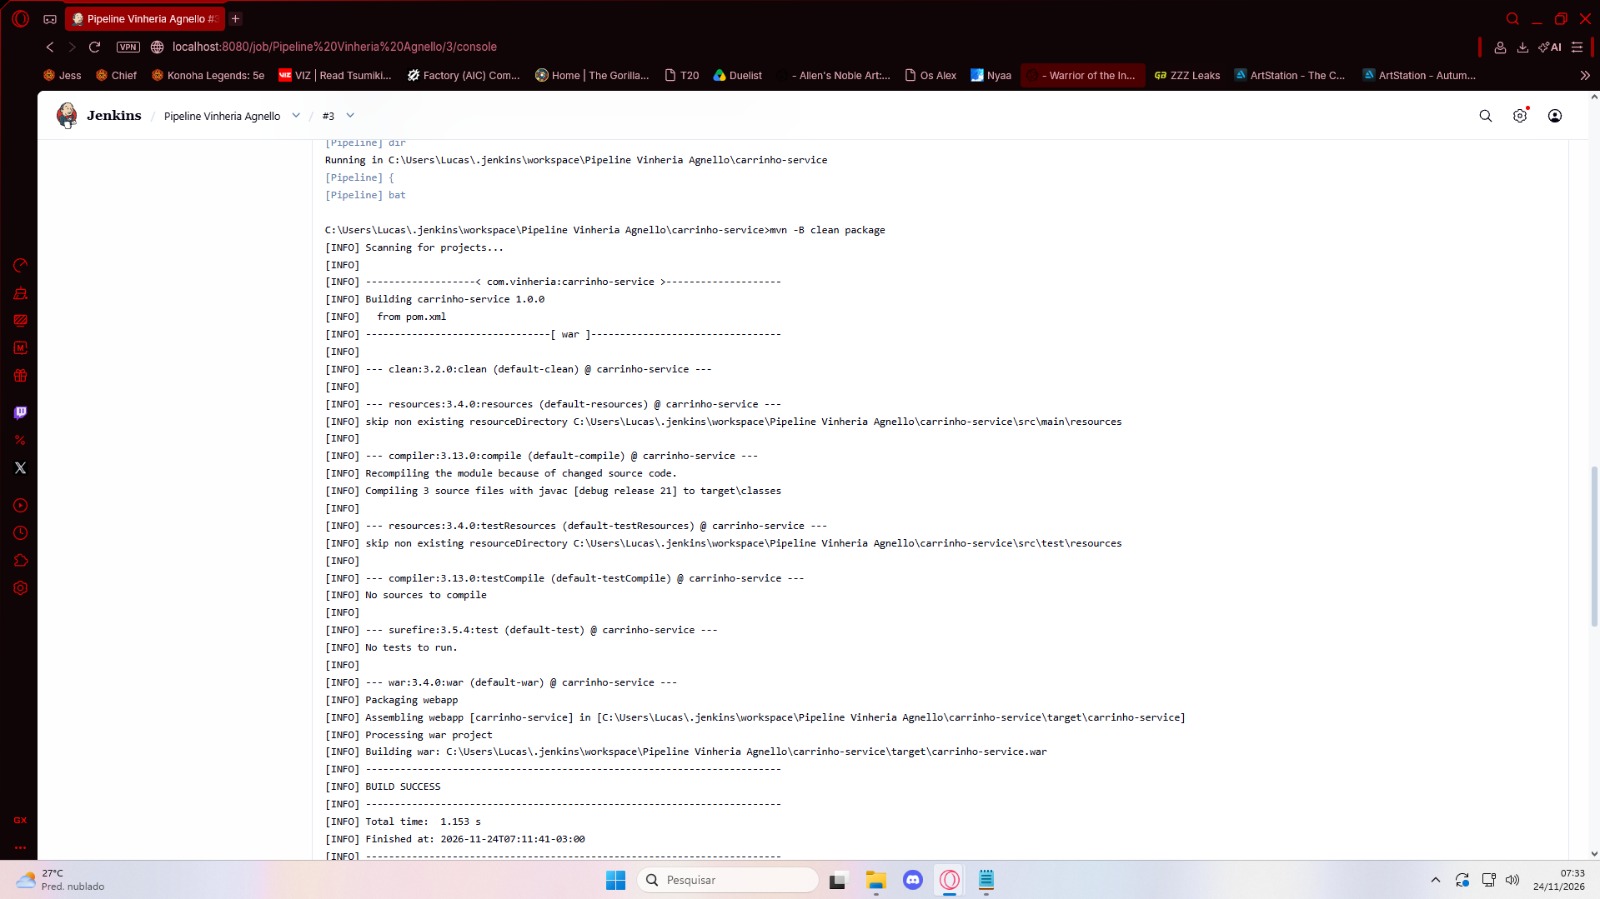 Pipeline Vinheria Agnello #3
VPN
localhost:8080/job/Pipeline%20Vinheria%20Agnello/3/console
AI
Jess
Chief
Konoha Legends: 5e
VIZ | Read Tsumiki...
Factory (AIC) Com...
Home | The Gorilla...
T20
Duelist
- Allen's Noble Art:...
Os Alex
Nyaa
- Warrior of the In...
ZZZ Leaks
ArtStation - The C...
ArtStation - Autum...
Jenkins / Pipeline Vinheria Agnello / #3
[Pipeline] dir
Running in C:\Users\Lucas\.jenkins\workspace\Pipeline Vinheria Agnello\carrinho-service
[Pipeline] {
[Pipeline] bat
C:\Users\Lucas\.jenkins\workspace\Pipeline Vinheria Agnello\carrinho-service>mvn -B clean package
[INFO] Scanning for projects...
[INFO]
[INFO] -------------------< com.vinheria:carrinho-service >--------------------
[INFO] Building carrinho-service 1.0.0
[INFO]   from pom.xml
[INFO] --------------------------------[ war ]---------------------------------
[INFO]
[INFO] --- clean:3.2.0:clean (default-clean) @ carrinho-service ---
[INFO]
[INFO] --- resources:3.4.0:resources (default-resources) @ carrinho-service ---
[INFO] skip non existing resourceDirectory C:\Users\Lucas\.jenkins\workspace\Pipeline Vinheria Agnello\carrinho-service\src\main\resources
[INFO]
[INFO] --- compiler:3.13.0:compile (default-compile) @ carrinho-service ---
[INFO] Recompiling the module because of changed source code.
[INFO] Compiling 3 source files with javac [debug release 21] to target\classes
[INFO]
[INFO] --- resources:3.4.0:testResources (default-testResources) @ carrinho-service ---
[INFO] skip non existing resourceDirectory C:\Users\Lucas\.jenkins\workspace\Pipeline Vinheria Agnello\carrinho-service\src\test\resources
[INFO]
[INFO] --- compiler:3.13.0:testCompile (default-testCompile) @ carrinho-service ---
[INFO] No sources to compile
[INFO]
[INFO] --- surefire:3.5.4:test (default-test) @ carrinho-service ---
[INFO] No tests to run.
[INFO]
[INFO] --- war:3.4.0:war (default-war) @ carrinho-service ---
[INFO] Packaging webapp
[INFO] Assembling webapp [carrinho-service] in [C:\Users\Lucas\.jenkins\workspace\Pipeline Vinheria Agnello\carrinho-service\target\carrinho-service]
[INFO] Processing war project
[INFO] Building war: C:\Users\Lucas\.jenkins\workspace\Pipeline Vinheria Agnello\carrinho-service\target\carrinho-service.war
[INFO] ------------------------------------------------------------------------
[INFO] BUILD SUCCESS
[INFO] ------------------------------------------------------------------------
[INFO] Total time:  1.153 s
[INFO] Finished at: 2026-11-24T07:11:41-03:00
[INFO] ------------------------------------------------------------------------
GX
27°C
Pred. nublado
Pesquisar
07:33
24/11/2026